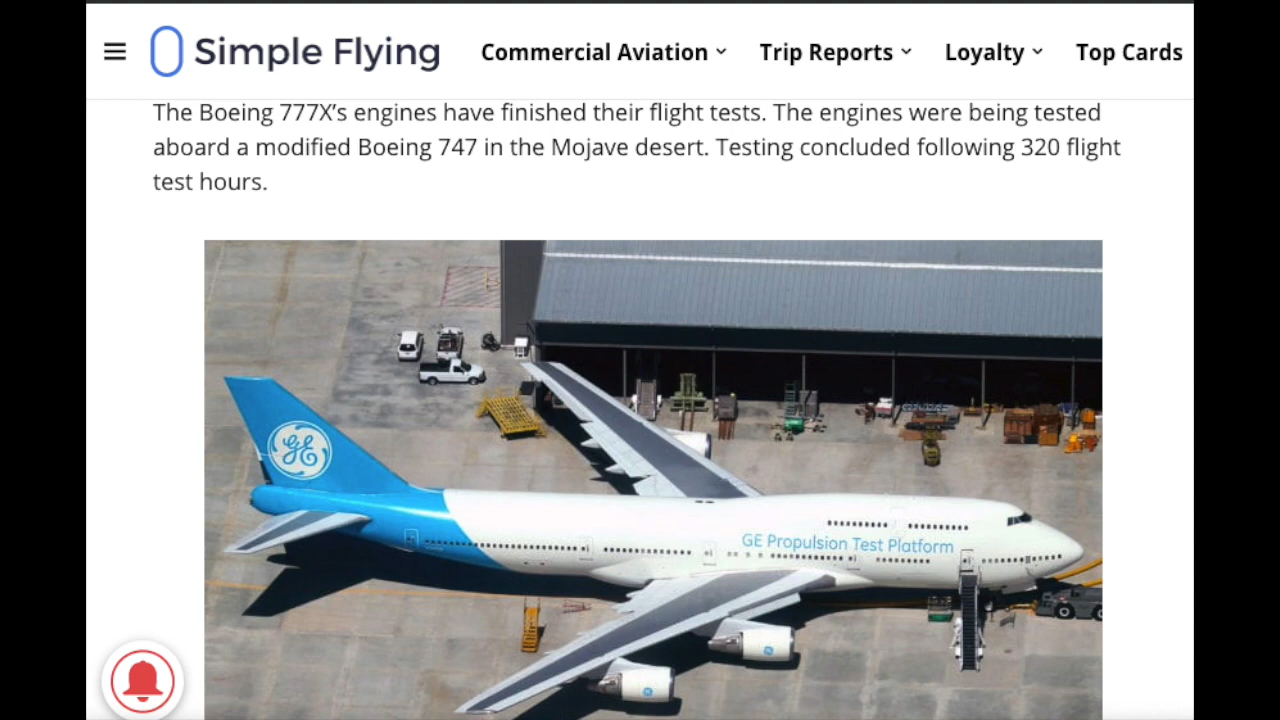 Simple Flying Commercial Aviation Trip Reports Loyalty Top Cards
The Boeing 777X’s engines have finished their flight tests. The engines were being tested
aboard a modified Boeing 747 in the Mojave desert. Testing concluded following 320 flight
test hours.
GE
GE Propulsion Test Platform